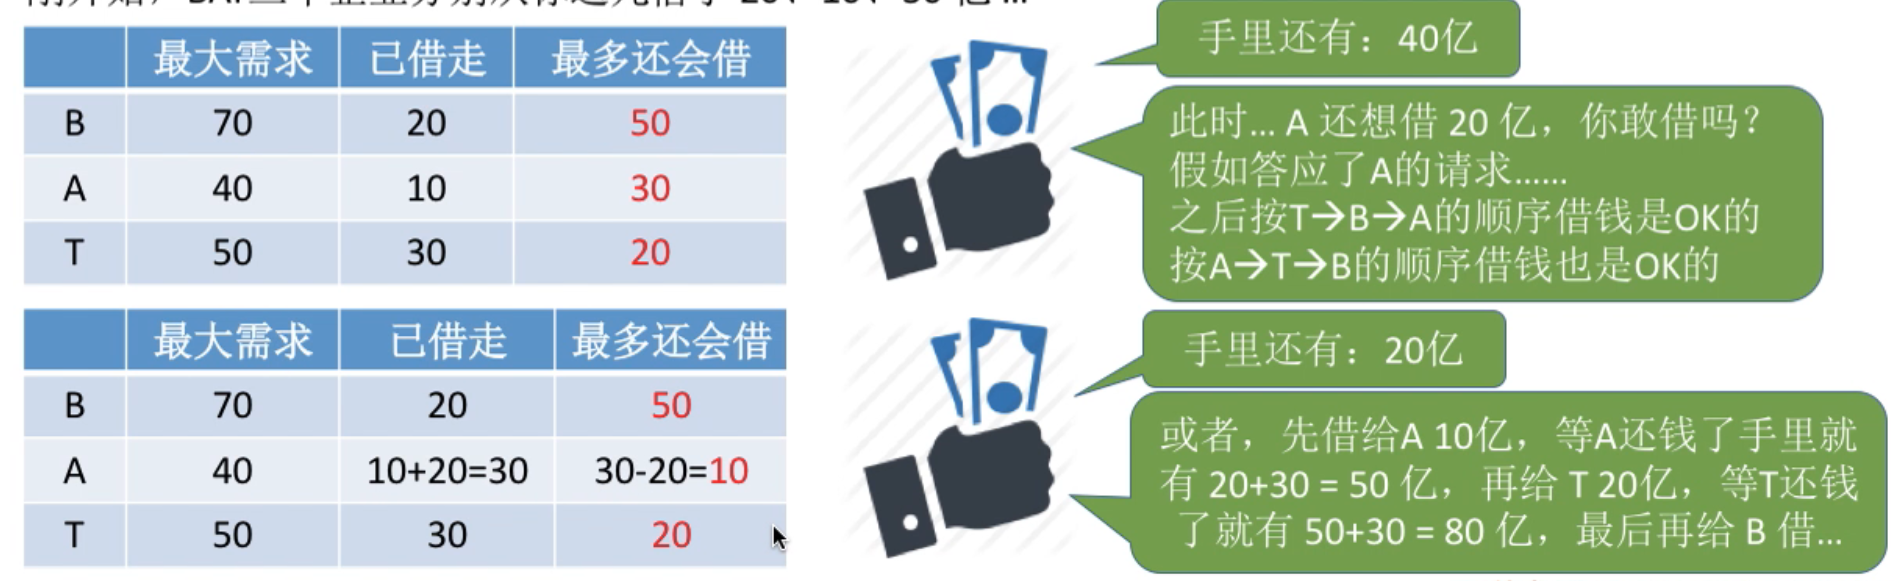 最大需求 已借走 最多还会借
B 70 20 50
A 40 10 30
T 50 30 20
手里还有：40亿
此时... A 还想借 20 亿，你敢借吗？
假如答应了A的请求......
之后按T→B→A的顺序借钱是OK的
按A→T→B的顺序借钱也是OK的
最大需求 已借走 最多还会借
B 70 20 50
A 40 10+20=30 30-20=10
T 50 30 20
手里还有：20亿
或者，先借给A 10亿，等A还钱了手里就
有 20+30 = 50 亿，再给 T 20亿，等T还钱
了就有 50+30 = 80 亿，最后再给 B 借...